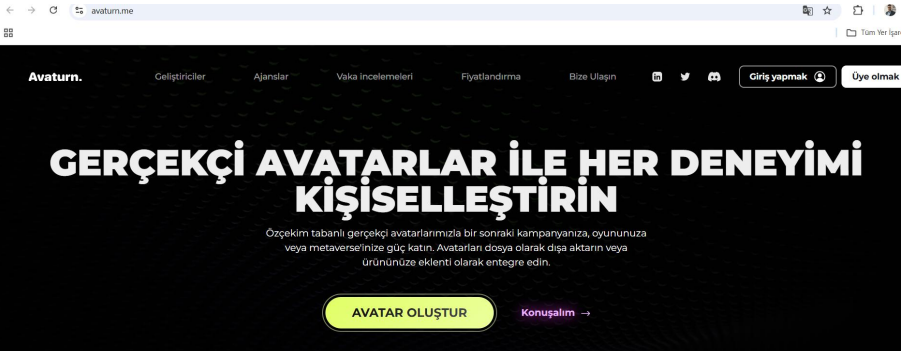 avaturn.me
Tüm Yer İşare
Avaturn.
Geliştiriciler
Ajanslar
Vaka incelemeleri
Fiyatlandırma
Bize Ulaşın
in
Giriş yapmak
Üye olmak
GERÇEKÇİ AVATARLAR İLE HER DENEYİMİ
KİŞİSELLEŞTİRİN
Özçekim tabanlı gerçekçi avatarlarımızla bir sonraki kampanyanıza, oyununuza
veya metaverse'inize güç katın. Avatarları dosya olarak dışa aktarın veya
ürününüze eklenti olarak entegre edin.
AVATAR OLUŞTUR
Konuşalım →